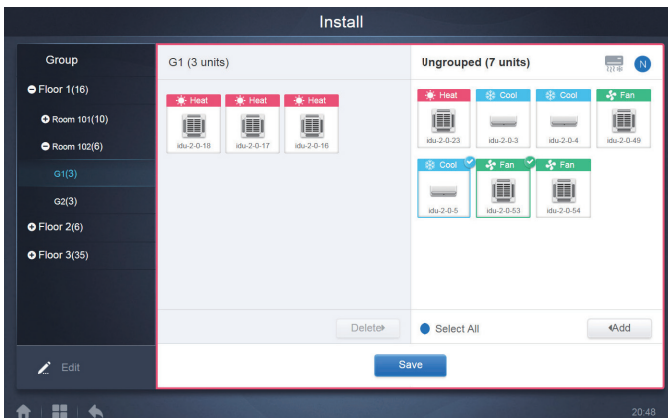 Install
Group
Floor 1(16)
Room 101(10)
Room 102(6)
G1(3)
G2(3)
Floor 2(6)
Floor 3(35)
Edit
G1 (3 units)
Heat Heat Heat
idu-2-0-18 idu-2-0-17 idu-2-0-16
Delete
Ungrouped (7 units) N
Heat Cool Cool Fan
idu-2-0-23 idu-2-0-3 idu-2-0-4 idu-2-0-49
Cool Fan Fan
idu-2-0-5 idu-2-0-53 idu-2-0-54
Select All Add
Save
20:48